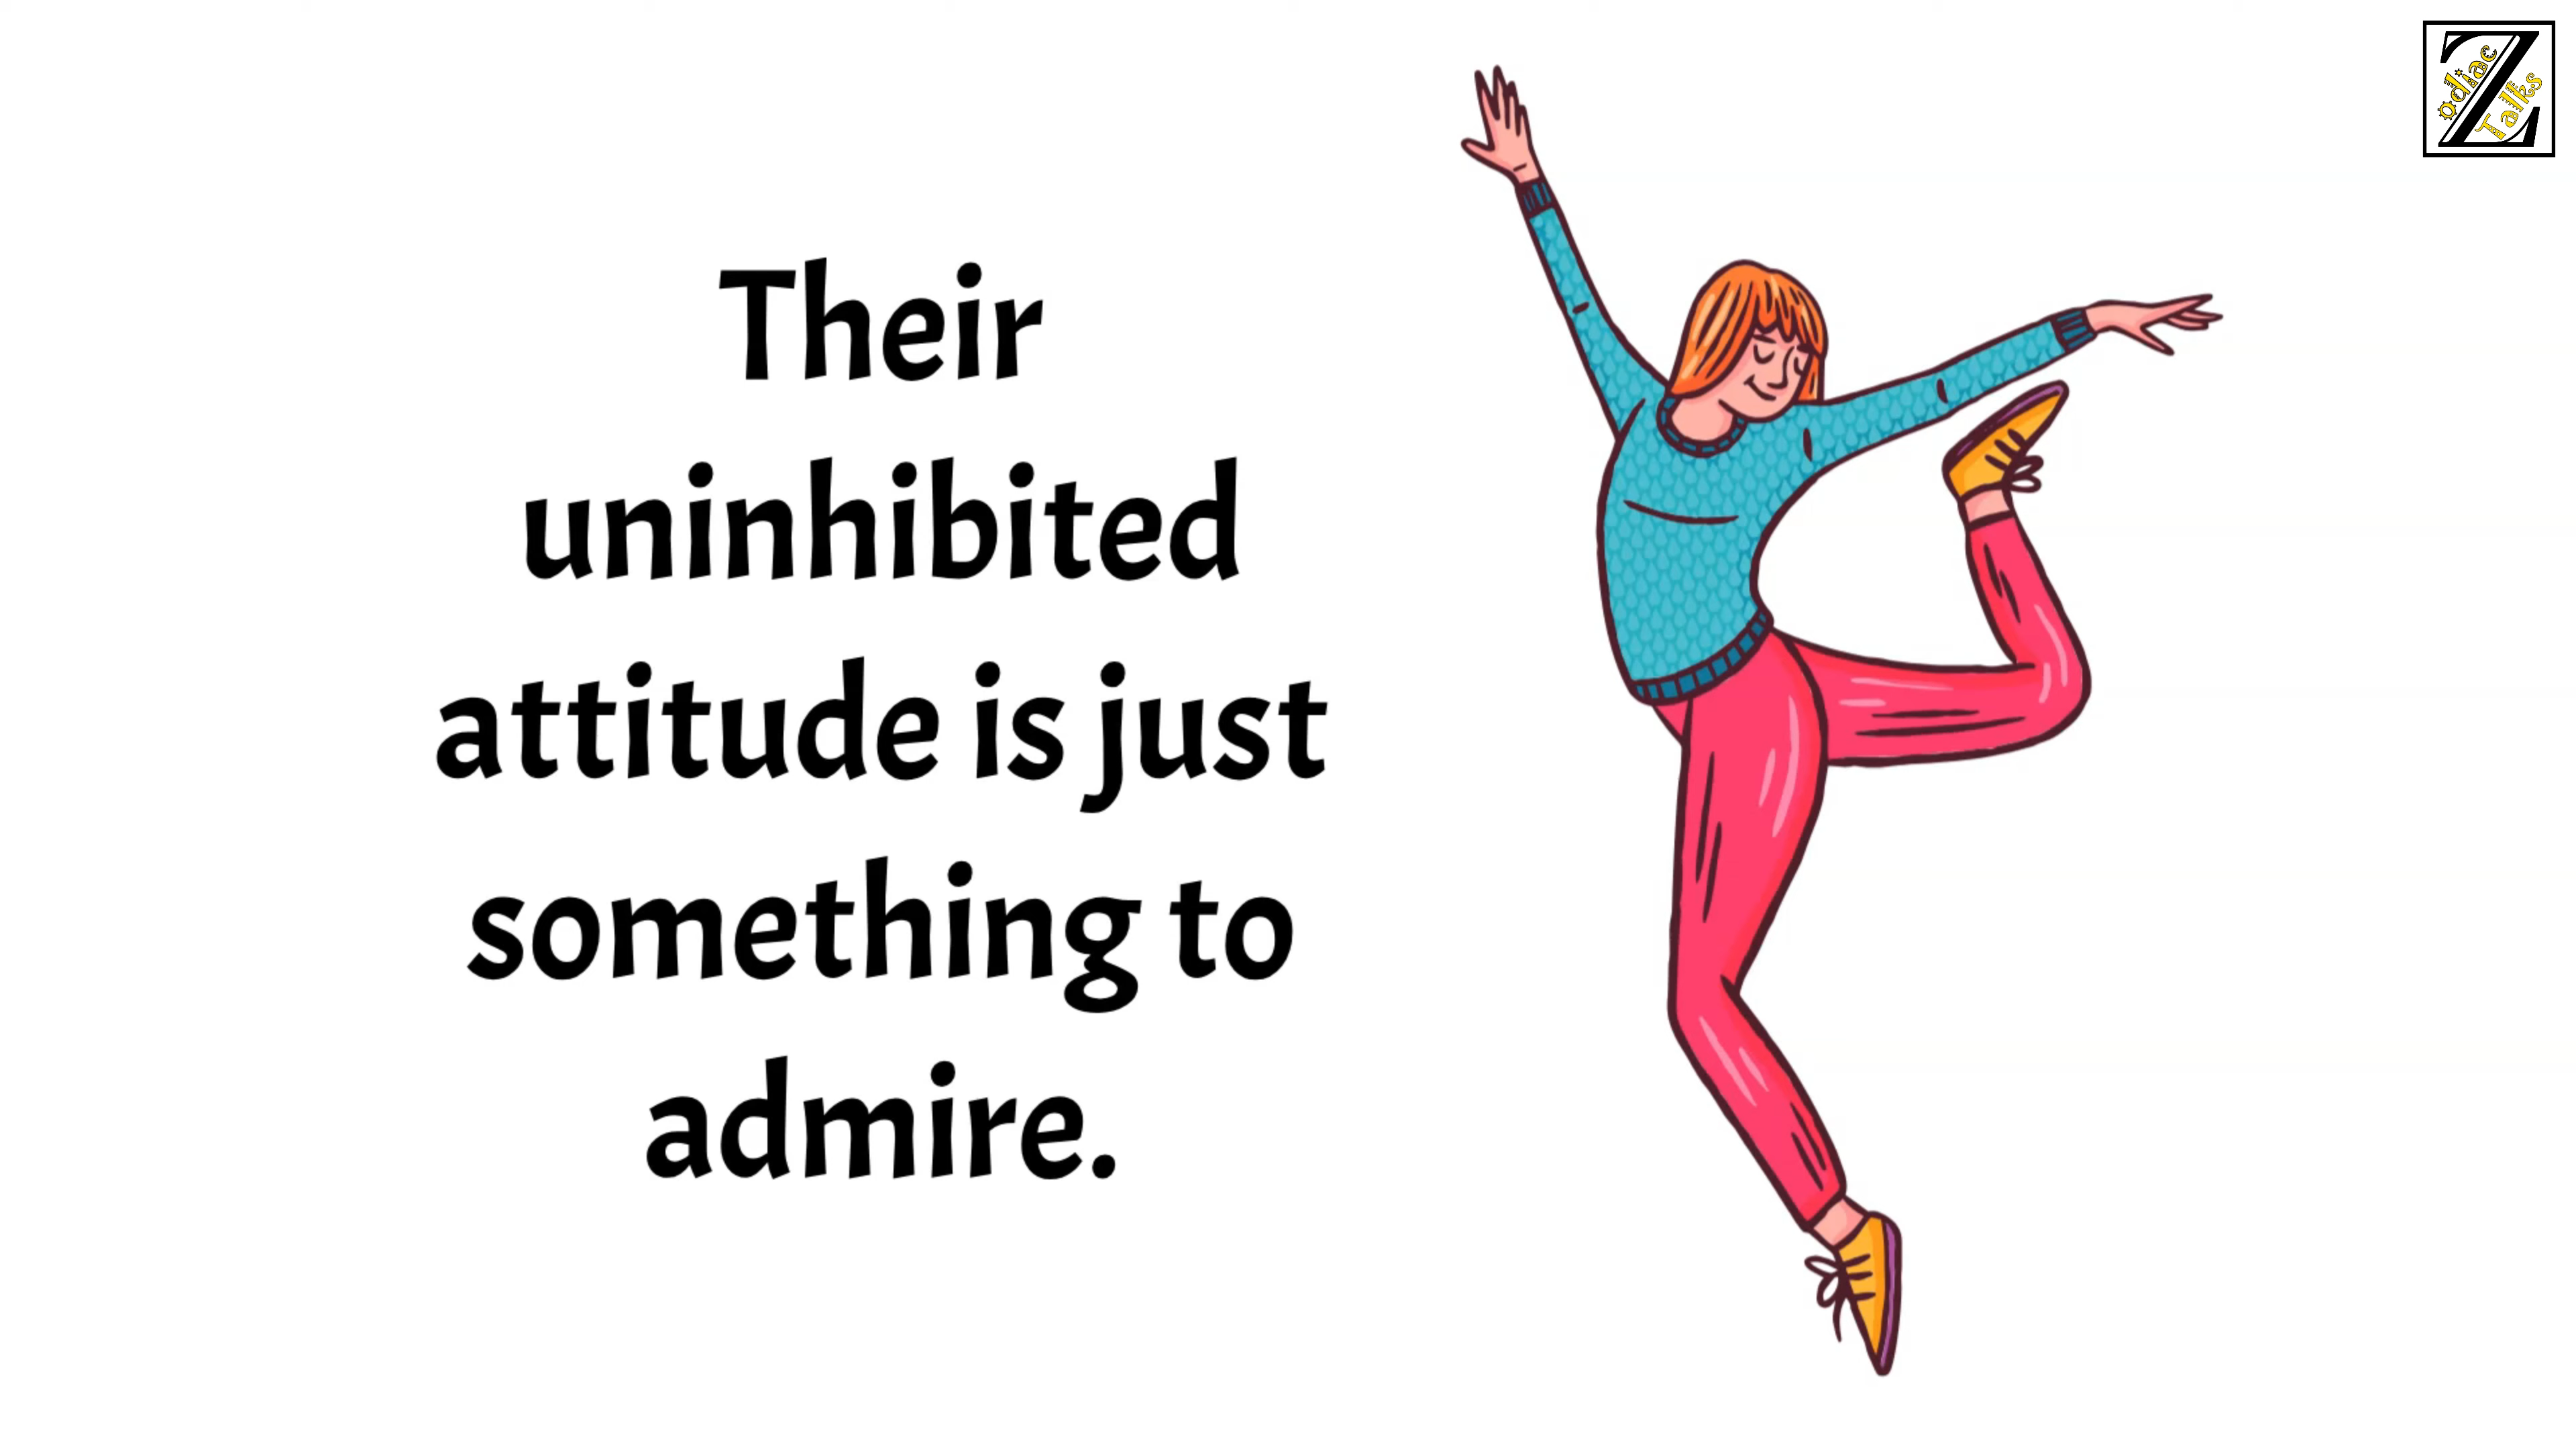 Their
uninhibited
attitude is just
something to
admire.
Zodiac
Talks